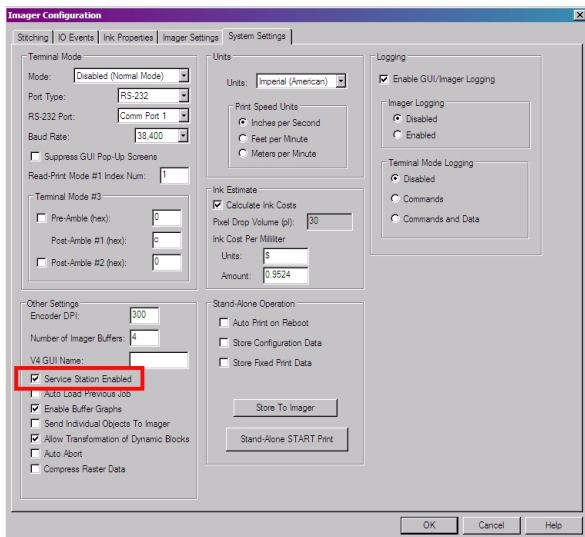 Imager Configuration
Stitching IO Events Ink Properties Imager Settings System Settings
Terminal Mode
Mode: Disabled (Normal Mode)
Port Type: RS-232
RS-232 Port: Comm Port 1
Baud Rate: 38,400
Suppress GUI Pop-Up Screens
Read-Print Mode #1 Index Num: 1
Terminal Mode #3
Pre-Amble (hex): 0
Post-Amble #1 (hex): c
Post-Amble #2 (hex): 0
Other Settings
Encoder DPI: 300
Number of Imager Buffers: 4
V4 GUI Name:
Service Station Enabled
Auto Load Previous Job
Enable Buffer Graphs
Send Individual Objects To Imager
Allow Transformation of Dynamic Blocks
Auto Abort
Compress Raster Data
Units
Units: Imperial (American)
Print Speed Units
Inches per Second
Feet per Minute
Meters per Minute
Ink Estimate
Calculate Ink Costs
Pixel Drop Volume (pl): 30
Ink Cost Per Milliliter
Units: $
Amount: 0.9524
Stand-Alone Operation
Auto Print on Reboot
Store Configuration Data
Store Fixed Print Data
Store To Imager
Stand-Alone START Print
Logging
Enable GUI/Imager Logging
Imager Logging
Disabled
Enabled
Terminal Mode Logging
Disabled
Commands
Commands and Data
OK Cancel Help